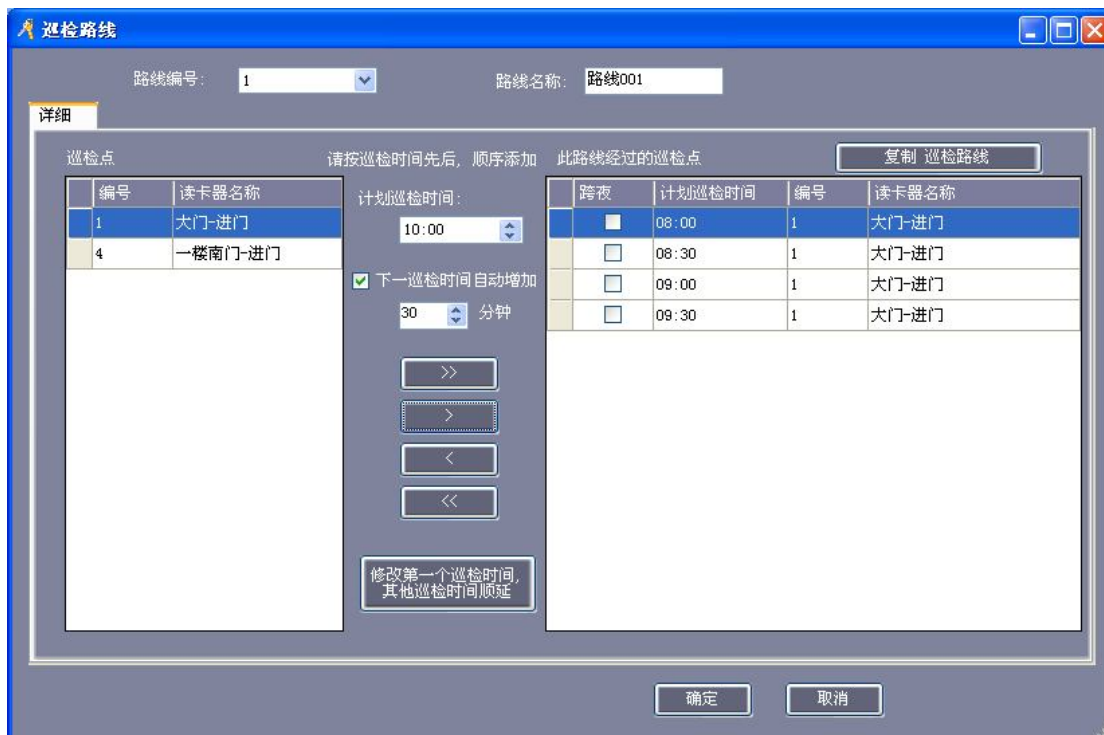 巡检路线
路线编号: 1 路线名称: 路线001
详细
巡检点 请按巡检时间先后, 顺序添加 此路线经过的巡检点 复制 巡检路线
编号 读卡器名称 计划巡检时间: 跨夜 计划巡检时间 编号 读卡器名称
1 大门-进门 10:00 08:00 1 大门-进门
4 一楼南门-进门 08:30 1 大门-进门
下一巡检时间自动增加 09:00 1 大门-进门
30 分钟 09:30 1 大门-进门
>>
>
<
<<
修改第一个巡检时间,
其他巡检时间顺延
确定 取消